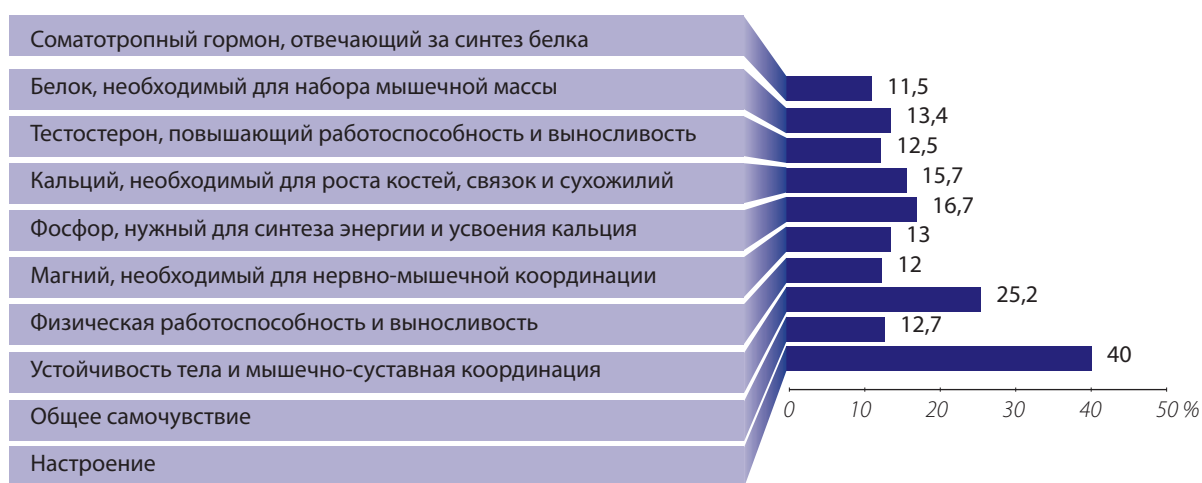 Соматотропный гормон, отвечающий за синтез белка
Белок, необходимый для набора мышечной массы
Тестостерон, повышающий работоспособность и выносливость
Кальций, необходимый для роста костей, связок и сухожилий
Фосфор, нужный для синтеза энергии и усвоения кальция
Магний, необходимый для нервно-мышечной координации
Физическая работоспособность и выносливость
Устойчивость тела и мышечно-суставная координация
Общее самочувствие
Настроение
11,5
13,4
12,5
15,7
16,7
13
12
25,2
12,7
40
0 10 20 30 40 50 %